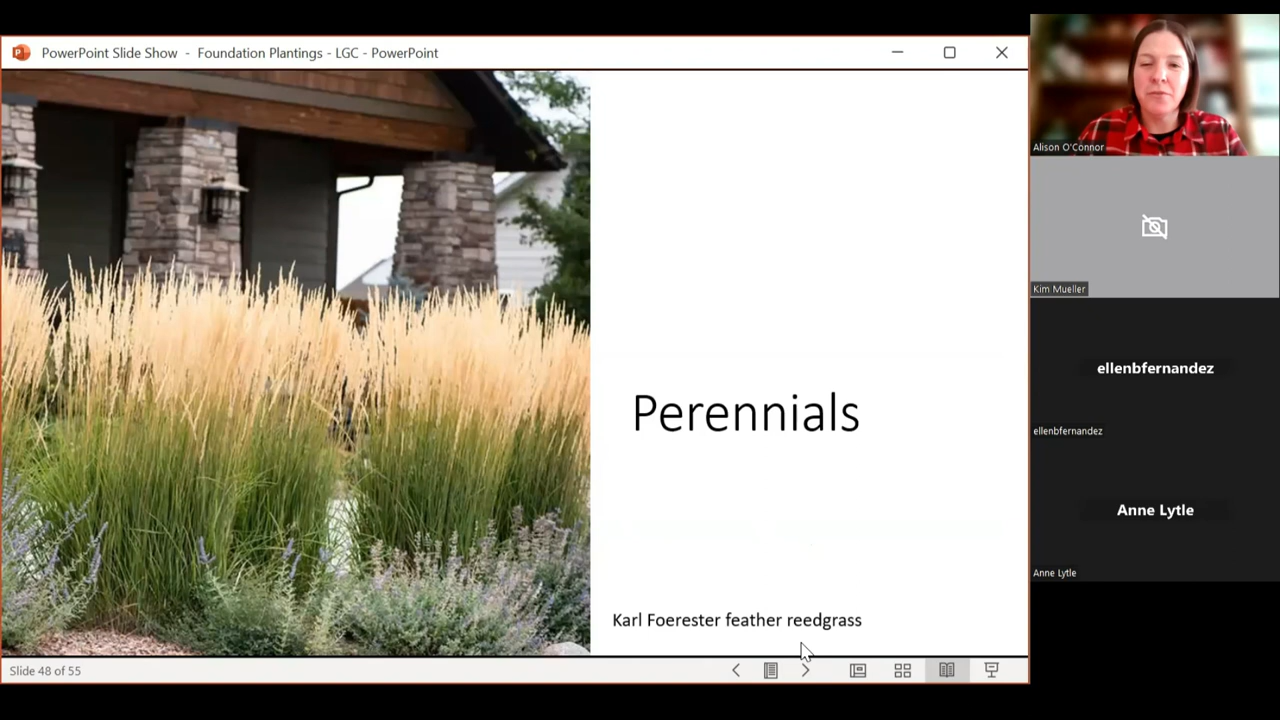 PowerPoint Slide Show - Foundation Plantings - LGC - PowerPoint
Perennials
Karl Foerester feather reedgrass
Slide 48 of 55
Alison O'Connor
Kim Mueller
ellenbfernandez
ellenbfernandez
Anne Lytle
Anne Lytle